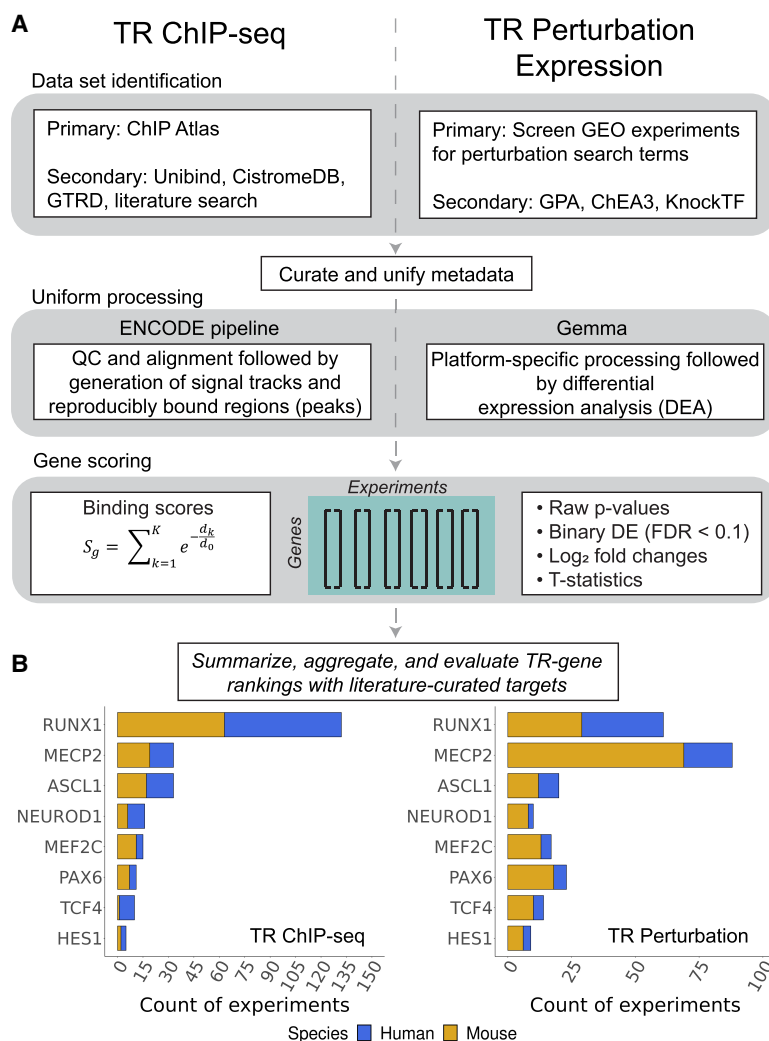 A
TR ChIP-seq
TR Perturbation
Expression
Data set identification
Primary: ChIP Atlas
Secondary: Unibind, CistromeDB,
GTRD, literature search
Primary: Screen GEO experiments
for perturbation search terms
Secondary: GPA, ChEA3, KnockTF
Curate and unify metadata
Uniform processing
ENCODE pipeline
QC and alignment followed by
generation of signal tracks and
reproducibly bound regions (peaks)
Gemma
Platform-specific processing followed
by differential
expression analysis (DEA)
Gene scoring
Binding scores
S_g = ∑_{k=1}^{K} e^{-d_k/d_0}
Experiments
Genes
• Raw p-values
• Binary DE (FDR < 0.1)
• Log₂ fold changes
• T-statistics
B
Summarize, aggregate, and evaluate TR-gene
rankings with literature-curated targets
RUNX1
MECP2
ASCL1
NEUROD1
MEF2C
PAX6
TCF4
HES1
TR ChIP-seq
0 15 30 45 60 75 90 105 120 135 150
Count of experiments
RUNX1
MECP2
ASCL1
NEUROD1
MEF2C
PAX6
TCF4
HES1
TR Perturbation
0 25 50 75 100
Count of experiments
Species Human Mouse